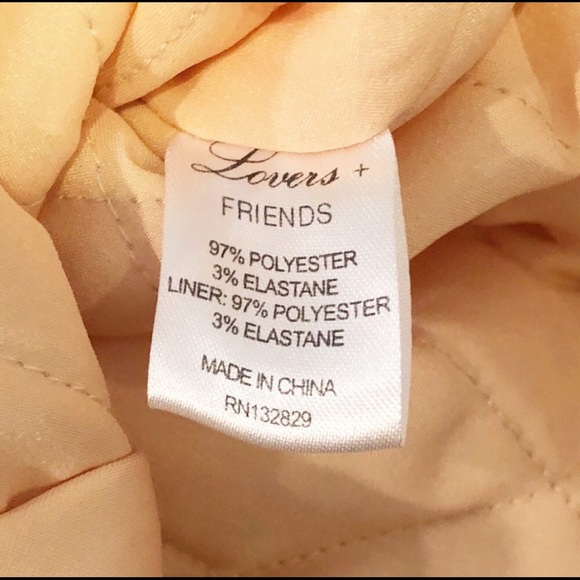 Lovers +
FRIENDS
97% POLYESTER
3% ELASTANE
LINER: 97% POLYESTER
3% ELASTANE
MADE IN CHINA
RN132829